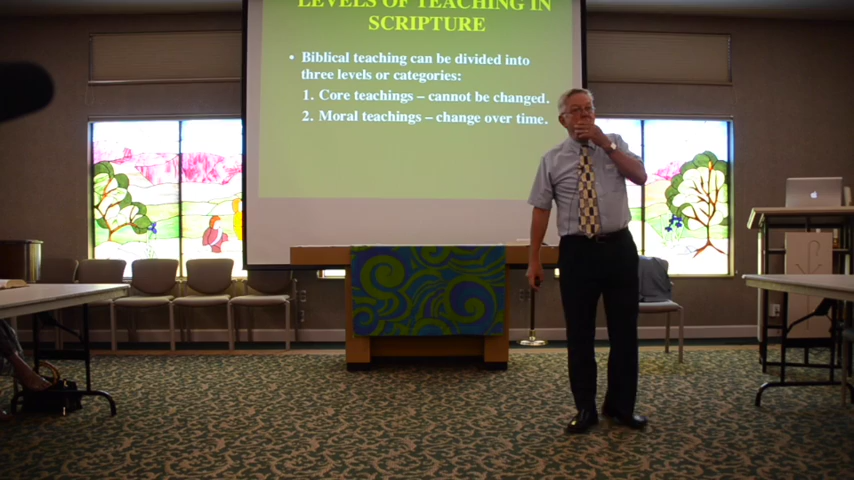 LEVELS OF TEACHING IN
SCRIPTURE
• Biblical teaching can be divided into
three levels or categories:
1. Core teachings – cannot be changed.
2. Moral teachings – change over time.